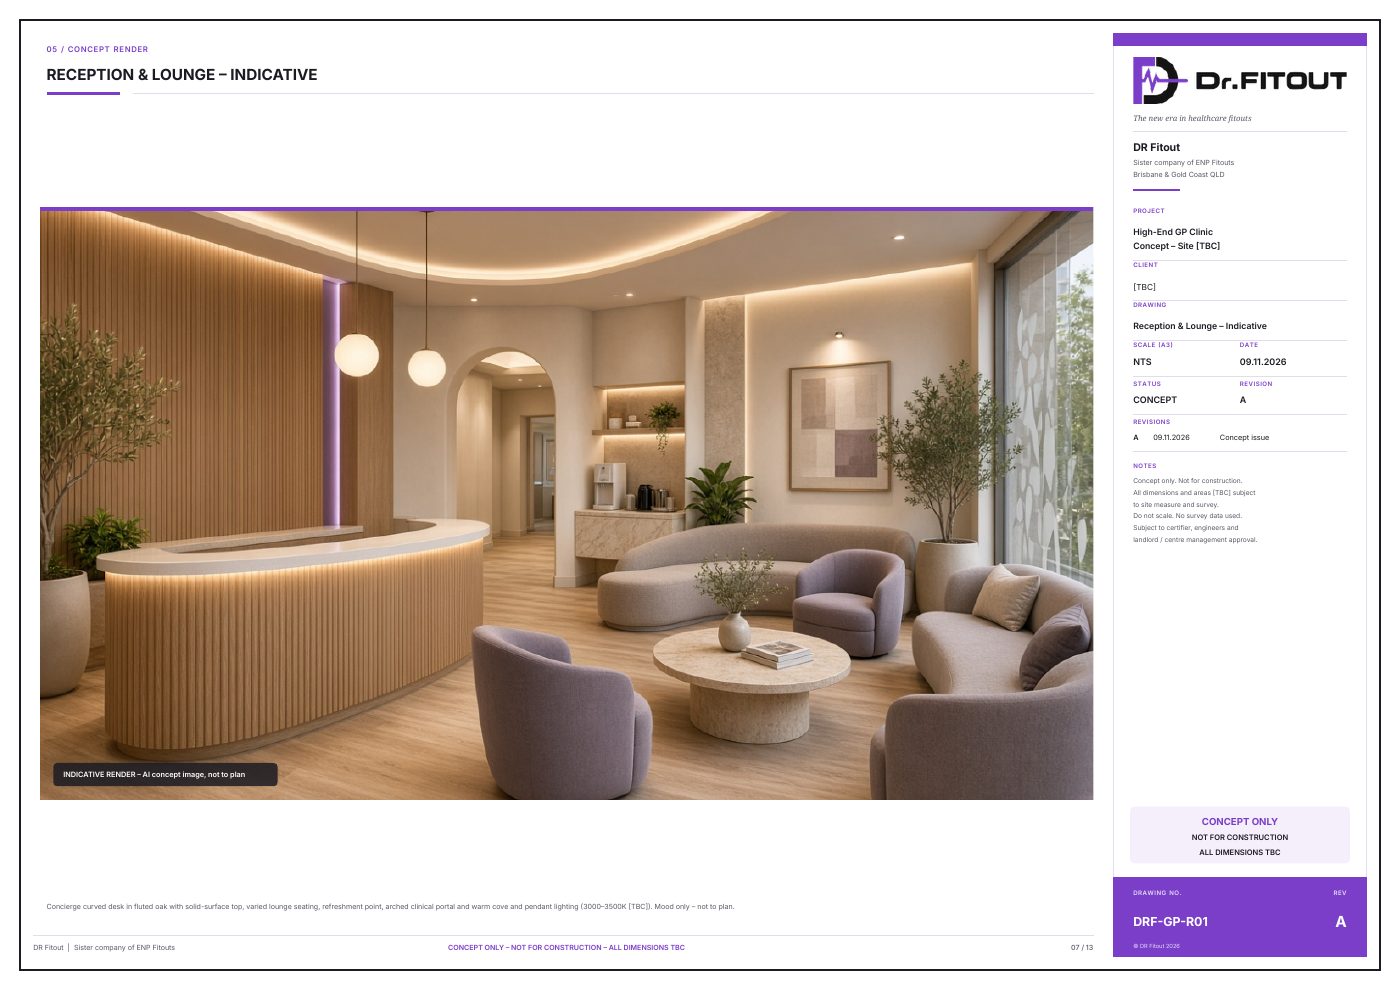 05 / CONCEPT RENDER
RECEPTION & LOUNGE – INDICATIVE
INDICATIVE RENDER – AI concept image, not to plan
Concierge curved desk in fluted oak with solid-surface top, varied lounge seating, refreshment point, arched clinical portal and warm cove and pendant lighting (3000–3500K [TBC]). Mood only – not to plan.
DR Fitout | Sister company of ENP Fitouts
CONCEPT ONLY – NOT FOR CONSTRUCTION – ALL DIMENSIONS TBC
07 / 13
Dr.FITOUT
The new era in healthcare fitouts
DR Fitout
Sister company of ENP Fitouts
Brisbane & Gold Coast QLD
PROJECT
High-End GP Clinic
Concept – Site [TBC]
CLIENT
[TBC]
DRAWING
Reception & Lounge – Indicative
SCALE (A3) DATE
NTS 09.11.2026
STATUS REVISION
CONCEPT A
REVISIONS
A 09.11.2026 Concept issue
NOTES
Concept only. Not for construction.
All dimensions and areas [TBC] subject
to site measure and survey.
Do not scale. No survey data used.
Subject to certifier, engineers and
landlord / centre management approval.
CONCEPT ONLY
NOT FOR CONSTRUCTION
ALL DIMENSIONS TBC
DRAWING NO. REV
DRF-GP-R01 A
© DR Fitout 2026